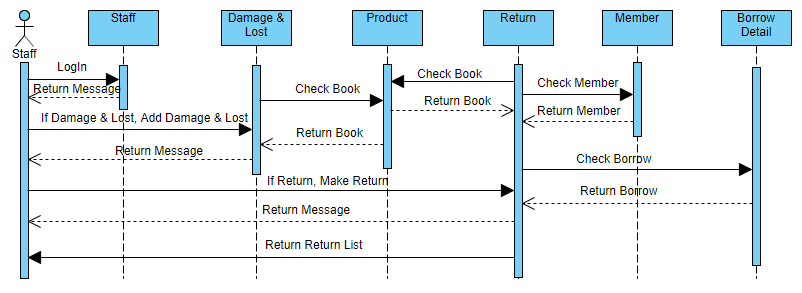 Staff
Damage &
Lost
Product
Return
Member
Borrow
Detail
Staff
LogIn
Check Book
Check Member
Return Message
Check Book
Return Book
Return Member
If Damage & Lost, Add Damage & Lost
Return Book
Return Message
Check Borrow
If Return, Make Return
Return Borrow
Return Message
Return Return List